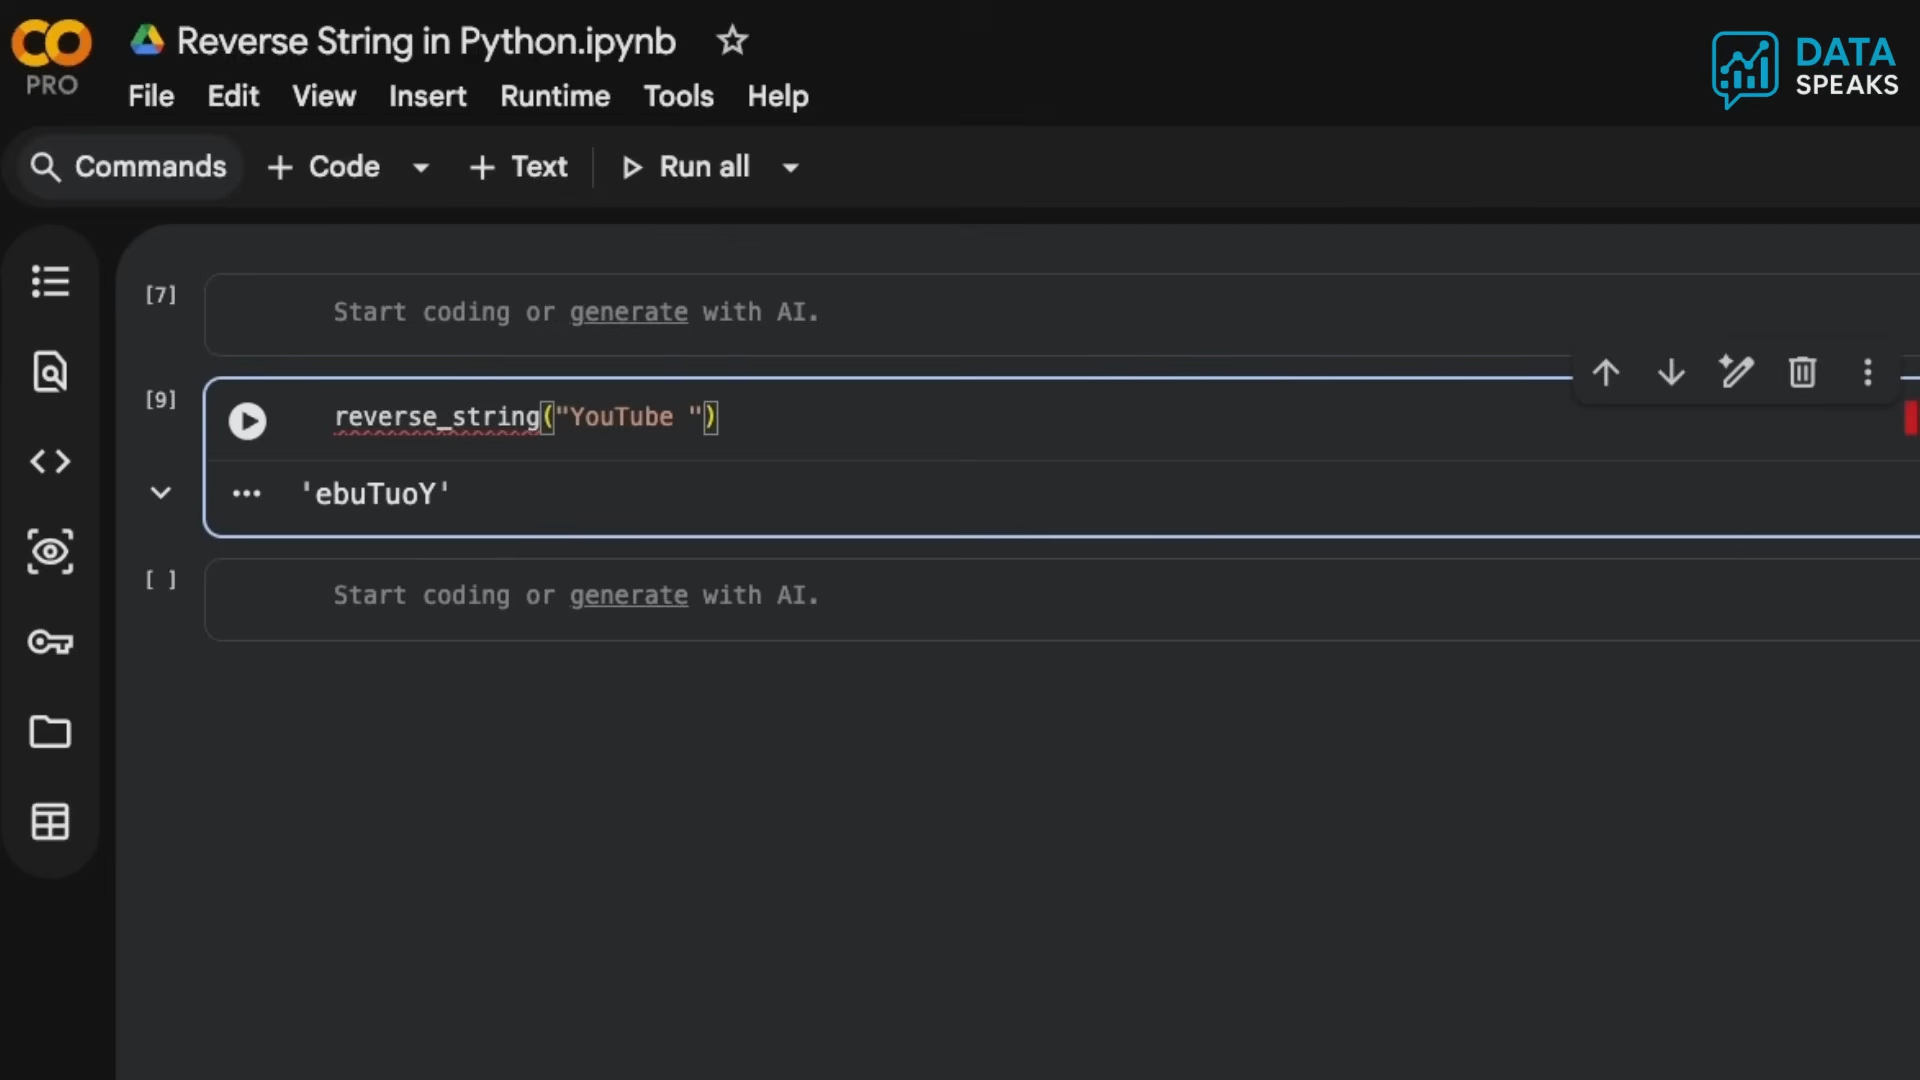 CO
PRO
Reverse String in Python.ipynb
File Edit View Insert Runtime Tools Help
DATA
SPEAKS
Commands + Code + Text Run all
[7]
Start coding or generate with AI.
[9]
reverse_string("YouTube ")
... 'ebuTuoY'
[ ]
Start coding or generate with AI.